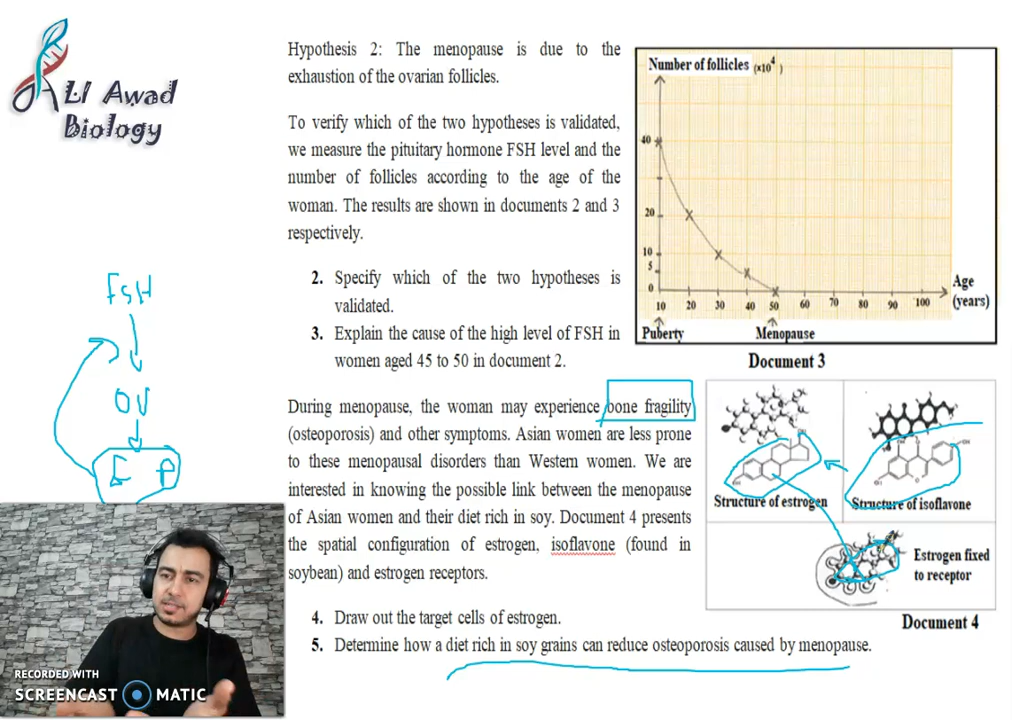 ALI Awad
Biology
Hypothesis 2: The menopause is due to the
exhaustion of the ovarian follicles.
To verify which of the two hypotheses is validated,
we measure the pituitary hormone FSH level and the
number of follicles according to the age of the
woman. The results are shown in documents 2 and 3
respectively.
2. Specify which of the two hypotheses is
validated.
3. Explain the cause of the high level of FSH in
women aged 45 to 50 in document 2.
Number of follicles (x10⁴)
40
20
10
5
0
10 20 30 40 50 60 70 80 90 100
Age
(years)
Puberty Menopause
Document 3
FSH
OV
E P
During menopause, the woman may experience bone fragility
(osteoporosis) and other symptoms. Asian women are less prone
to these menopausal disorders than Western women. We are
interested in knowing the possible link between the menopause
of Asian women and their diet rich in soy. Document 4 presents
the spatial configuration of estrogen, isoflavone (found in
soybean) and estrogen receptors.
Structure of estrogen
Structure of isoflavone
Estrogen fixed
to receptor
Document 4
4. Draw out the target cells of estrogen.
5. Determine how a diet rich in soy grains can reduce osteoporosis caused by menopause.
RECORDED WITH
SCREENCAST MATIC